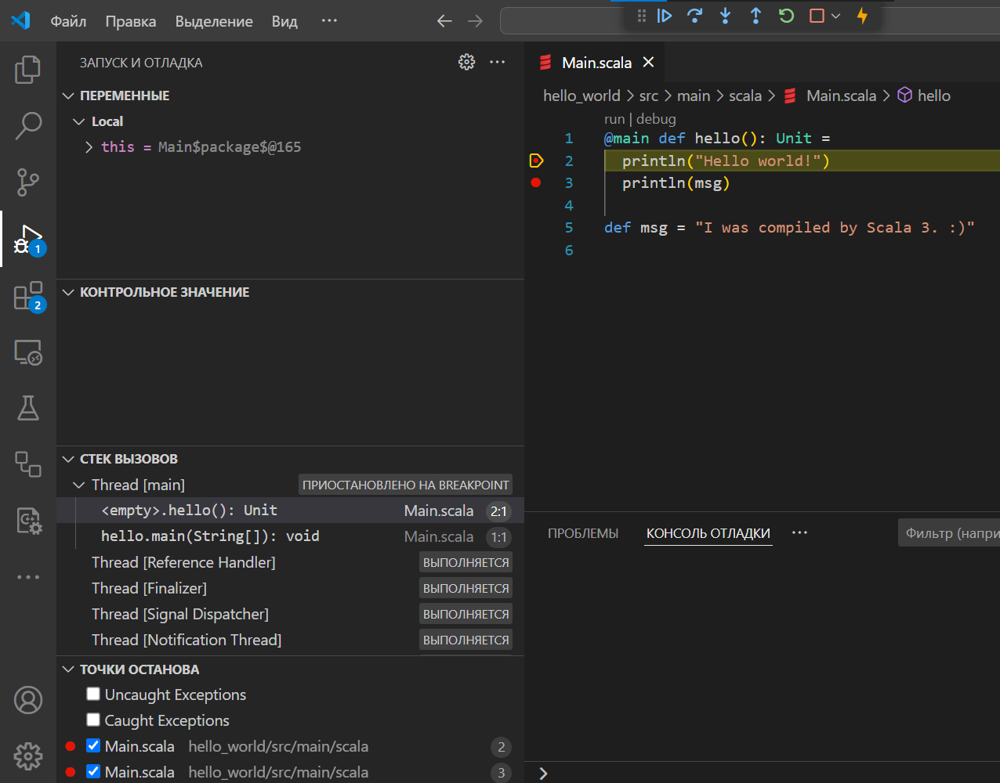 Файл Правка Выделение Вид ···
ЗАПУСК И ОТЛАДКА
ПЕРЕМЕННЫЕ
Local
this = Main$package$@165
КОНТРОЛЬНОЕ ЗНАЧЕНИЕ
СТЕК ВЫЗОВОВ
Thread [main] ПРИОСТАНОВЛЕНО НА BREAKPOINT
<empty>.hello(): Unit Main.scala 2:1
hello.main(String[]): void Main.scala 1:1
Thread [Reference Handler] ВЫПОЛНЯЕТСЯ
Thread [Finalizer] ВЫПОЛНЯЕТСЯ
Thread [Signal Dispatcher] ВЫПОЛНЯЕТСЯ
Thread [Notification Thread] ВЫПОЛНЯЕТСЯ
ТОЧКИ ОСТАНОВА
Uncaught Exceptions
Caught Exceptions
Main.scala hello_world/src/main/scala 2
Main.scala hello_world/src/main/scala 3
1
2
Main.scala
hello_world > src > main > scala > Main.scala > hello
run | debug
1 @main def hello(): Unit =
2 println("Hello world!")
3 println(msg)
4
5 def msg = "I was compiled by Scala 3. :)"
6
ПРОБЛЕМЫ КОНСОЛЬ ОТЛАДКИ ··· Фильтр (напри